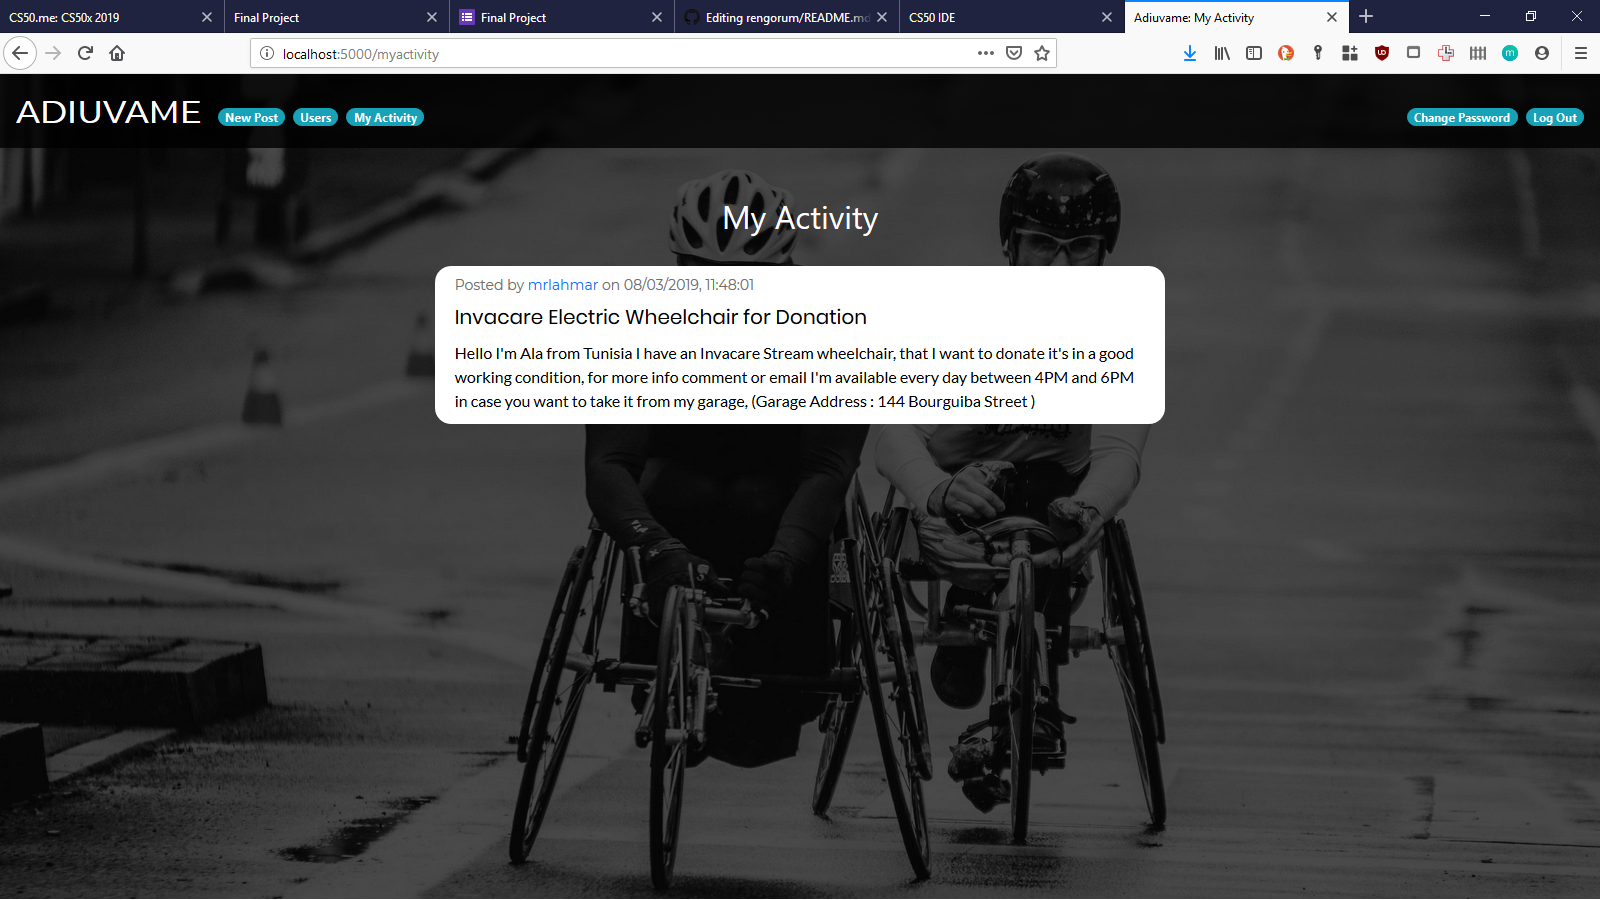 CS50.me: CS50x 2019
Final Project
Final Project
Editing rengorum/README.md
CS50 IDE
Adiuvame: My Activity
localhost:5000/myactivity
ADIUVAME
New Post
Users
My Activity
Change Password
Log Out
My Activity
Posted by mrlahmar on 08/03/2019, 11:48:01
Invacare Electric Wheelchair for Donation
Hello I'm Ala from Tunisia I have an Invacare Stream wheelchair, that I want to donate it's in a good
working condition, for more info comment or email I'm available every day between 4PM and 6PM
in case you want to take it from my garage, (Garage Address : 144 Bourguiba Street )